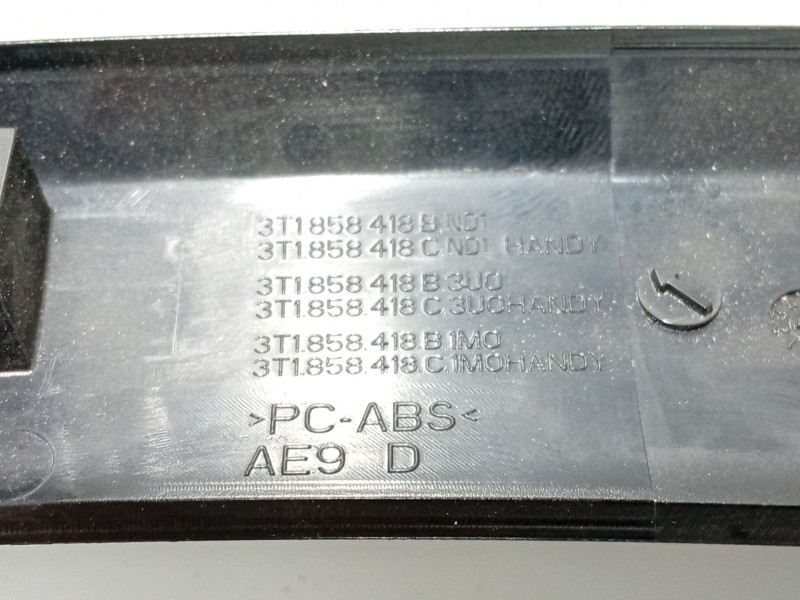 3T1.858.418 B.N01
3T1.858.418 C.N01 HANDY
3T1.858.418 B 3U0
3T1.858.418 C 3U0HANDY
3T1.858.418.B.1M0
3T1.858.418.C.1M0HANDY
>PC-ABS<
AE9 D